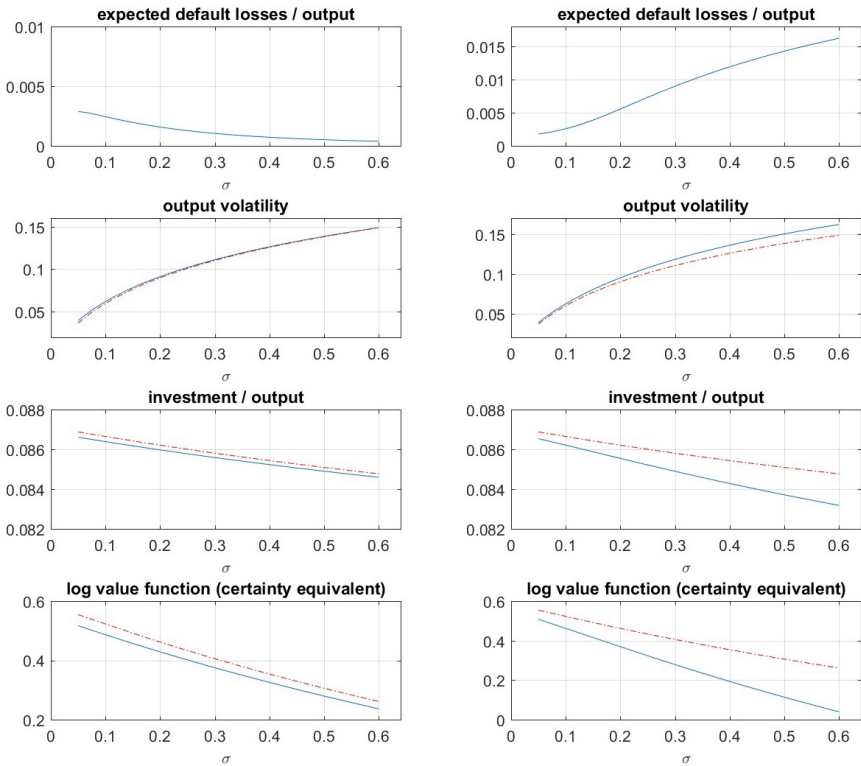 expected default losses / output
0.01
0.005
0
0 0.1 0.2 0.3 0.4 0.5 0.6
σ
expected default losses / output
0.015
0.01
0.005
0
0 0.1 0.2 0.3 0.4 0.5 0.6
σ
output volatility
0.15
0.1
0.05
0 0.1 0.2 0.3 0.4 0.5 0.6
σ
output volatility
0.15
0.1
0.05
0 0.1 0.2 0.3 0.4 0.5 0.6
σ
investment / output
0.088
0.086
0.084
0.082
0 0.1 0.2 0.3 0.4 0.5 0.6
σ
investment / output
0.088
0.086
0.084
0.082
0 0.1 0.2 0.3 0.4 0.5 0.6
σ
log value function (certainty equivalent)
0.6
0.4
0.2
0 0.1 0.2 0.3 0.4 0.5 0.6
σ
log value function (certainty equivalent)
0.6
0.4
0.2
0
0 0.1 0.2 0.3 0.4 0.5 0.6
σ